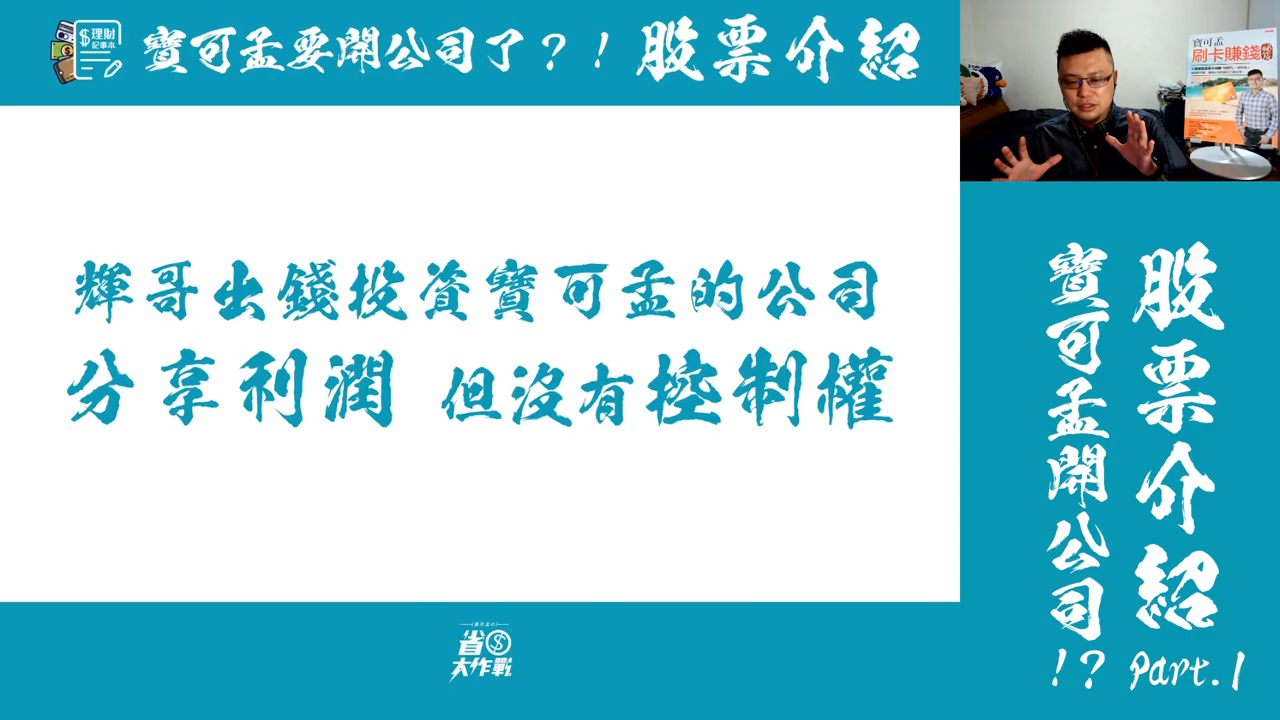 $理財
記事本
寶可孟要開公司了？！股票介紹
寶可孟
刷卡賺錢
秘笈
輝哥出錢投資寶可孟的公司
分享利潤 但沒有控制權
股票介紹 Part.1
寶可孟開公司！？
省$
大作戰